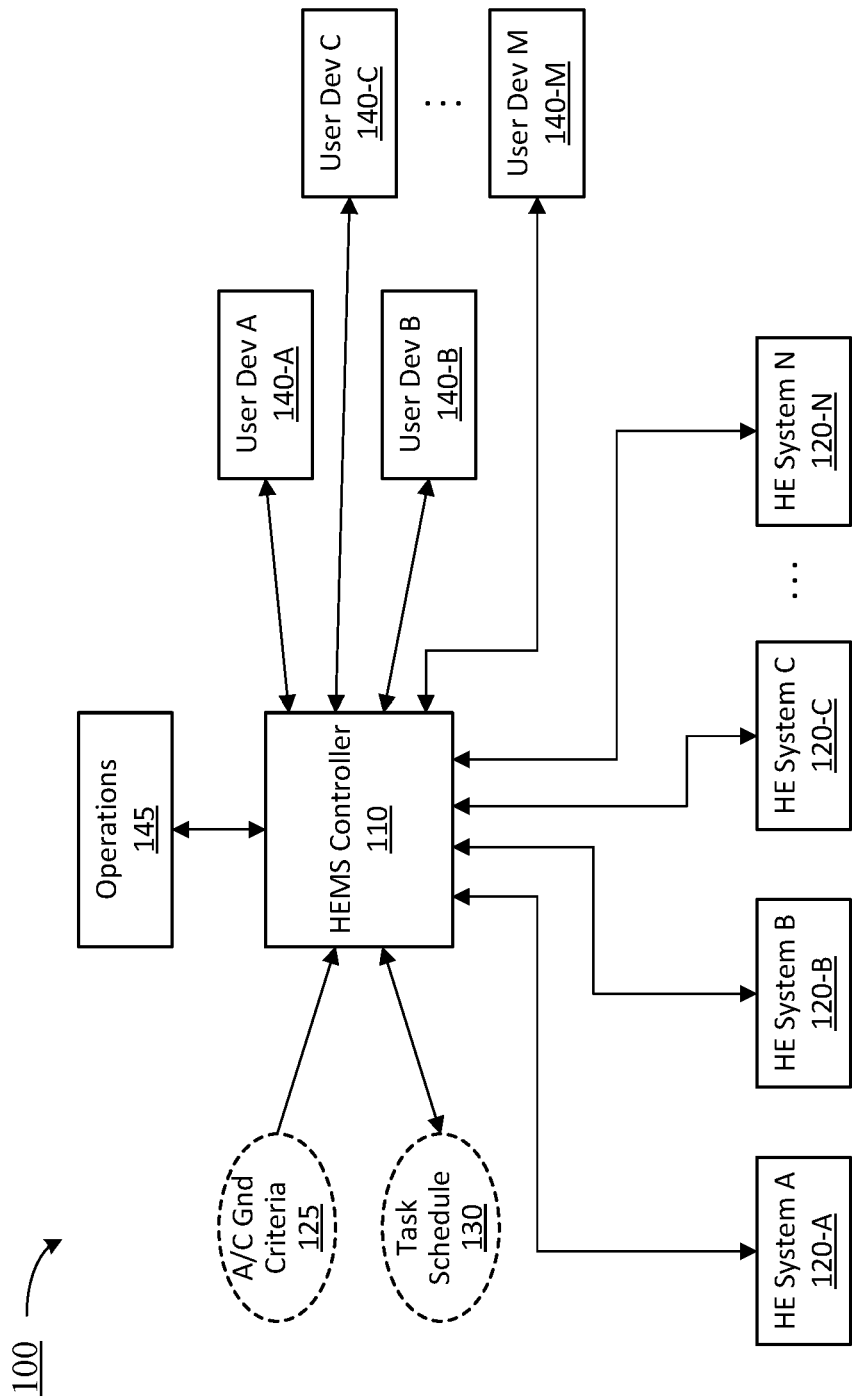 100
Operations
145
A/C Gnd
Criteria
125
Task
Schedule
130
HEMS Controller
110
User Dev A
140-A
User Dev B
140-B
User Dev C
140-C
...
User Dev M
140-M
HE System A
120-A
HE System B
120-B
HE System C
120-C
...
HE System N
120-N